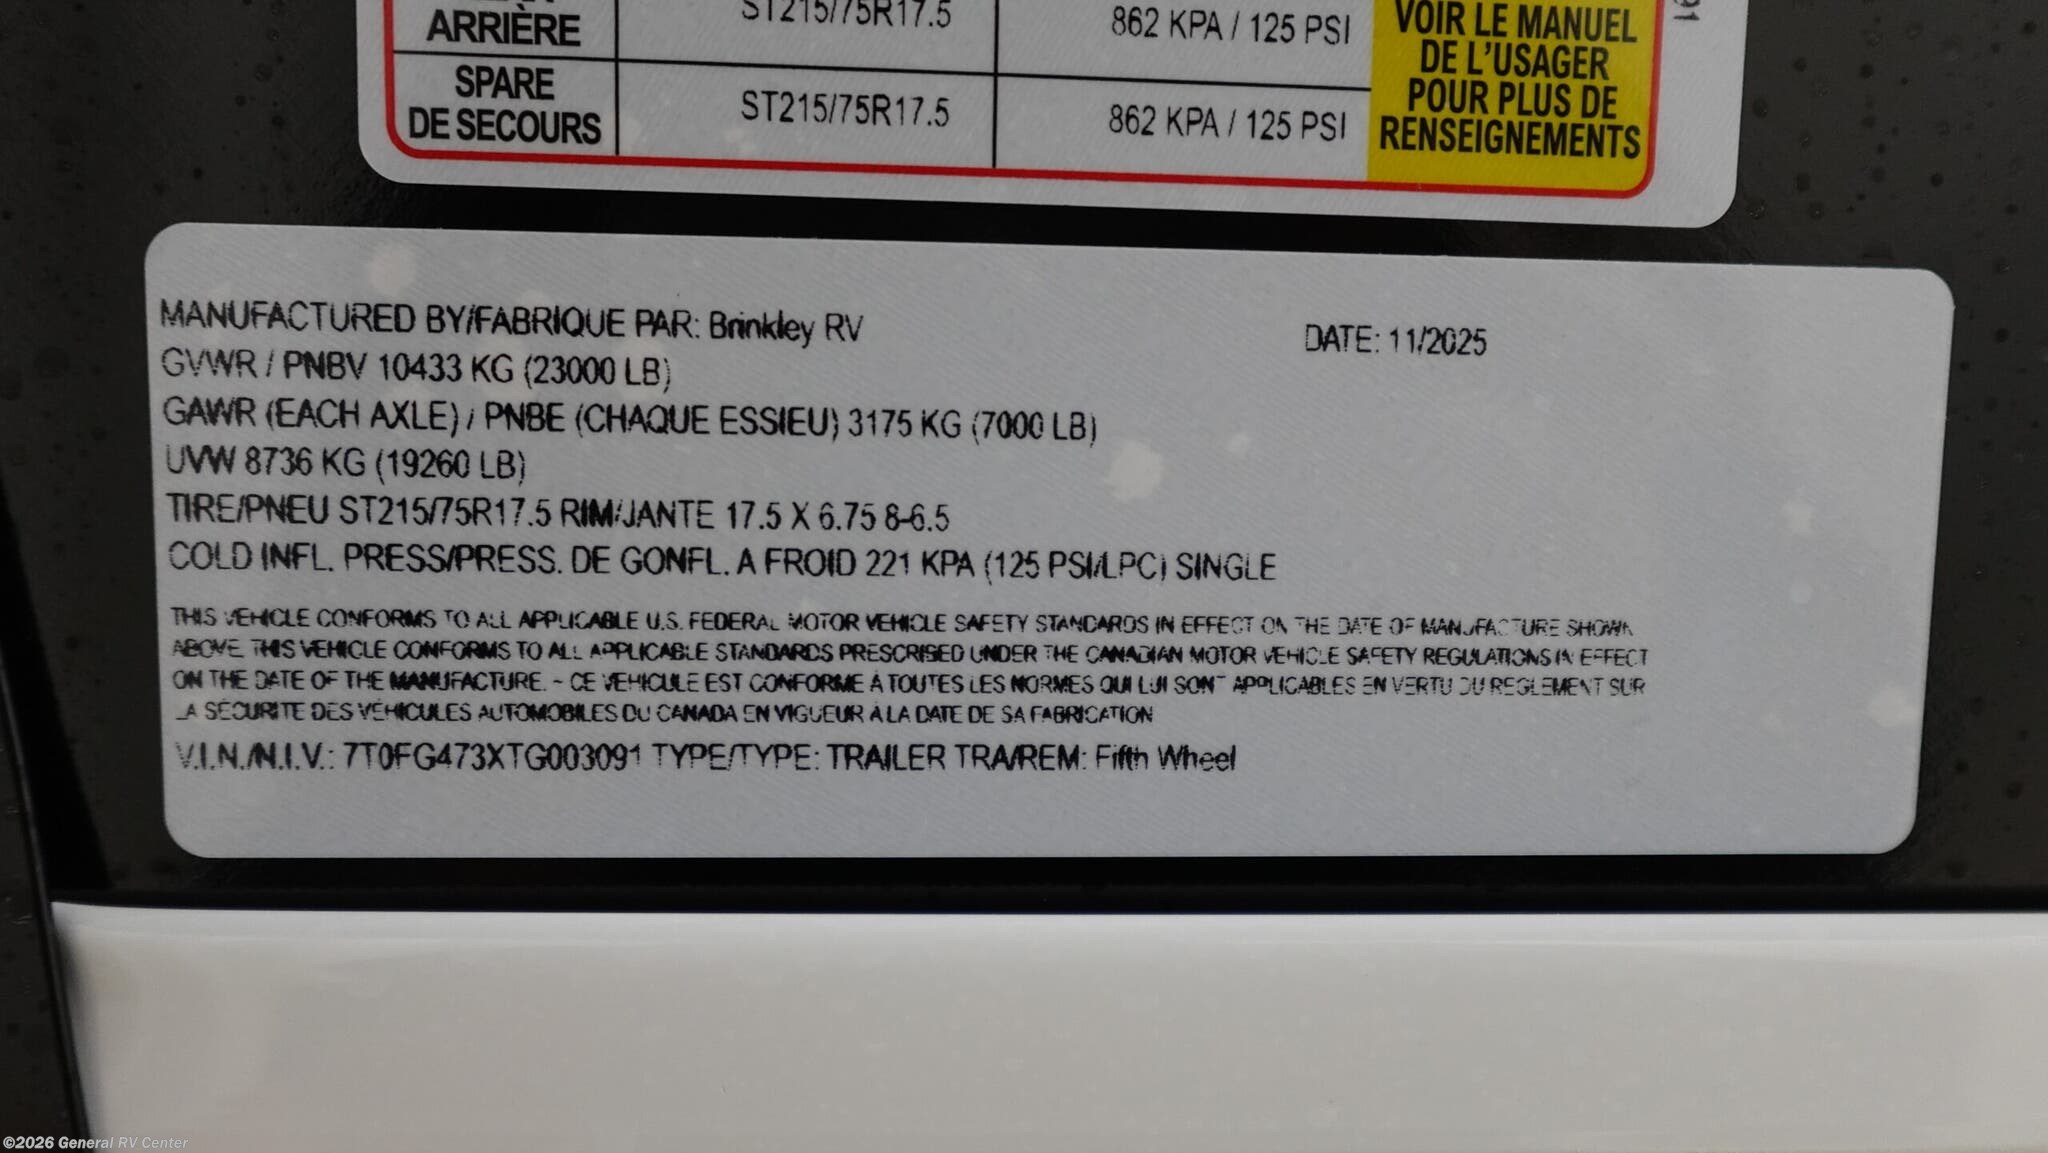 ARRIÈRE
ST215/75R17.5
862 KPA / 125 PSI
VOIR LE MANUEL
DE L'USAGER
POUR PLUS DE
RENSEIGNEMENTS
SPARE
DE SECOURS
ST215/75R17.5
862 KPA / 125 PSI
91
MANUFACTURED BY/FABRIQUE PAR: Brinkley RV
DATE: 11/2025
GVWR / PNBV 10433 KG (23000 LB)
GAWR (EACH AXLE) / PNBE (CHAQUE ESSIEU) 3175 KG (7000 LB)
UVW 8736 KG (19260 LB)
TIRE/PNEU ST215/75R17.5 RIM/JANTE 17.5 X 6.75 8-6.5
COLD INFL. PRESS/PRESS. DE GONFL. A FROID 221 KPA (125 PSI/LPC) SINGLE
THIS VEHICLE CONFORMS TO ALL APPLICABLE U.S. FEDERAL MOTOR VEHICLE SAFETY STANDARDS IN EFFECT ON THE DATE OF MANUFACTURE SHOWN
ABOVE. THIS VEHICLE CONFORMS TO ALL APPLICABLE STANDARDS PRESCRISED UNDER THE CANADIAN MOTOR VEHICLE SAFETY REGULATIONS IN EFFECT
ON THE DATE OF THE MANUFACTURE. ~ CE VEHICULE EST CONFORME À TOUTES LES NORMES QUI LUI SONT APPLICABLES EN VERTU DU REGLEMENT SUR
LA SÉCURITE DES VÉHICULES AUTOMOBILES DU CANADA EN VIGUEUR À LA DATE DE SA FABRICATION
V.I.N./N.I.V.: 7T0FG473XTG003091 TYPE/TYPE: TRAILER TRA/REM: Fifth Wheel
©2026 General RV Center